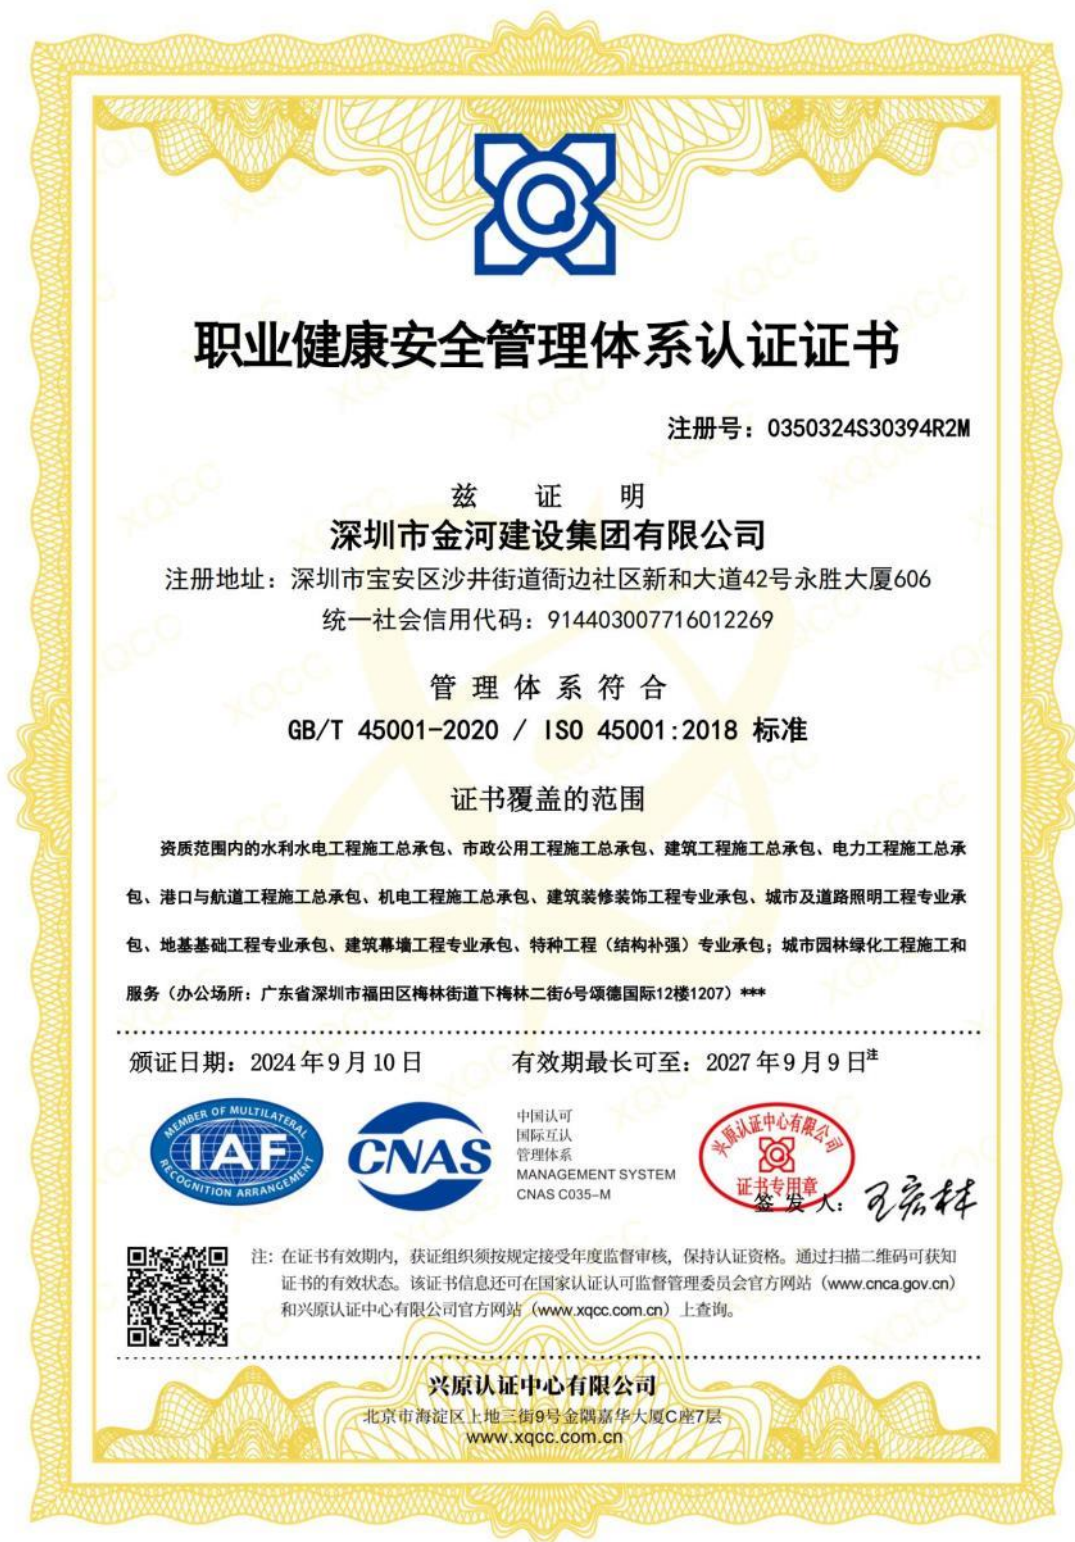 职业健康安全管理体系认证证书
注册号：0350324S30394R2M
兹 证 明
深圳市金河建设集团有限公司
注册地址：深圳市宝安区沙井街道衙边社区新和大道42号永胜大厦606
统一社会信用代码：914403007716012269
管 理 体 系 符 合
GB/T 45001-2020 / ISO 45001:2018 标准
证书覆盖的范围
资质范围内的水利水电工程施工总承包、市政公用工程施工总承包、建筑工程施工总承包、电力工程施工总承
包、港口与航道工程施工总承包、机电工程施工总承包、建筑装修装饰工程专业承包、城市及道路照明工程专业承
包、地基基础工程专业承包、建筑幕墙工程专业承包、特种工程（结构补强）专业承包；城市园林绿化工程施工和
服务（办公场所：广东省深圳市福田区梅林街道下梅林二街6号颂德国际12楼1207）***
颁证日期：2024年9月10日 有效期最长可至：2027年9月9日注
MEMBER OF MULTILATERAL
IAF
RECOGNITION ARRANGEMENT
CNAS
中国认可
国际互认
管理体系
MANAGEMENT SYSTEM
CNAS C035-M
兴原认证中心有限公司
证书专用章
签 发 人：王宏林
注：在证书有效期内，获证组织须按规定接受年度监督审核，保持认证资格。通过扫描二维码可获知
证书的有效状态。该证书信息还可在国家认证认可监督管理委员会官方网站（www.cnca.gov.cn）
和兴原认证中心有限公司官方网站（www.xqcc.com.cn）上查询。
兴原认证中心有限公司
北京市海淀区上地三街9号金隅嘉华大厦C座7层
www.xqcc.com.cn